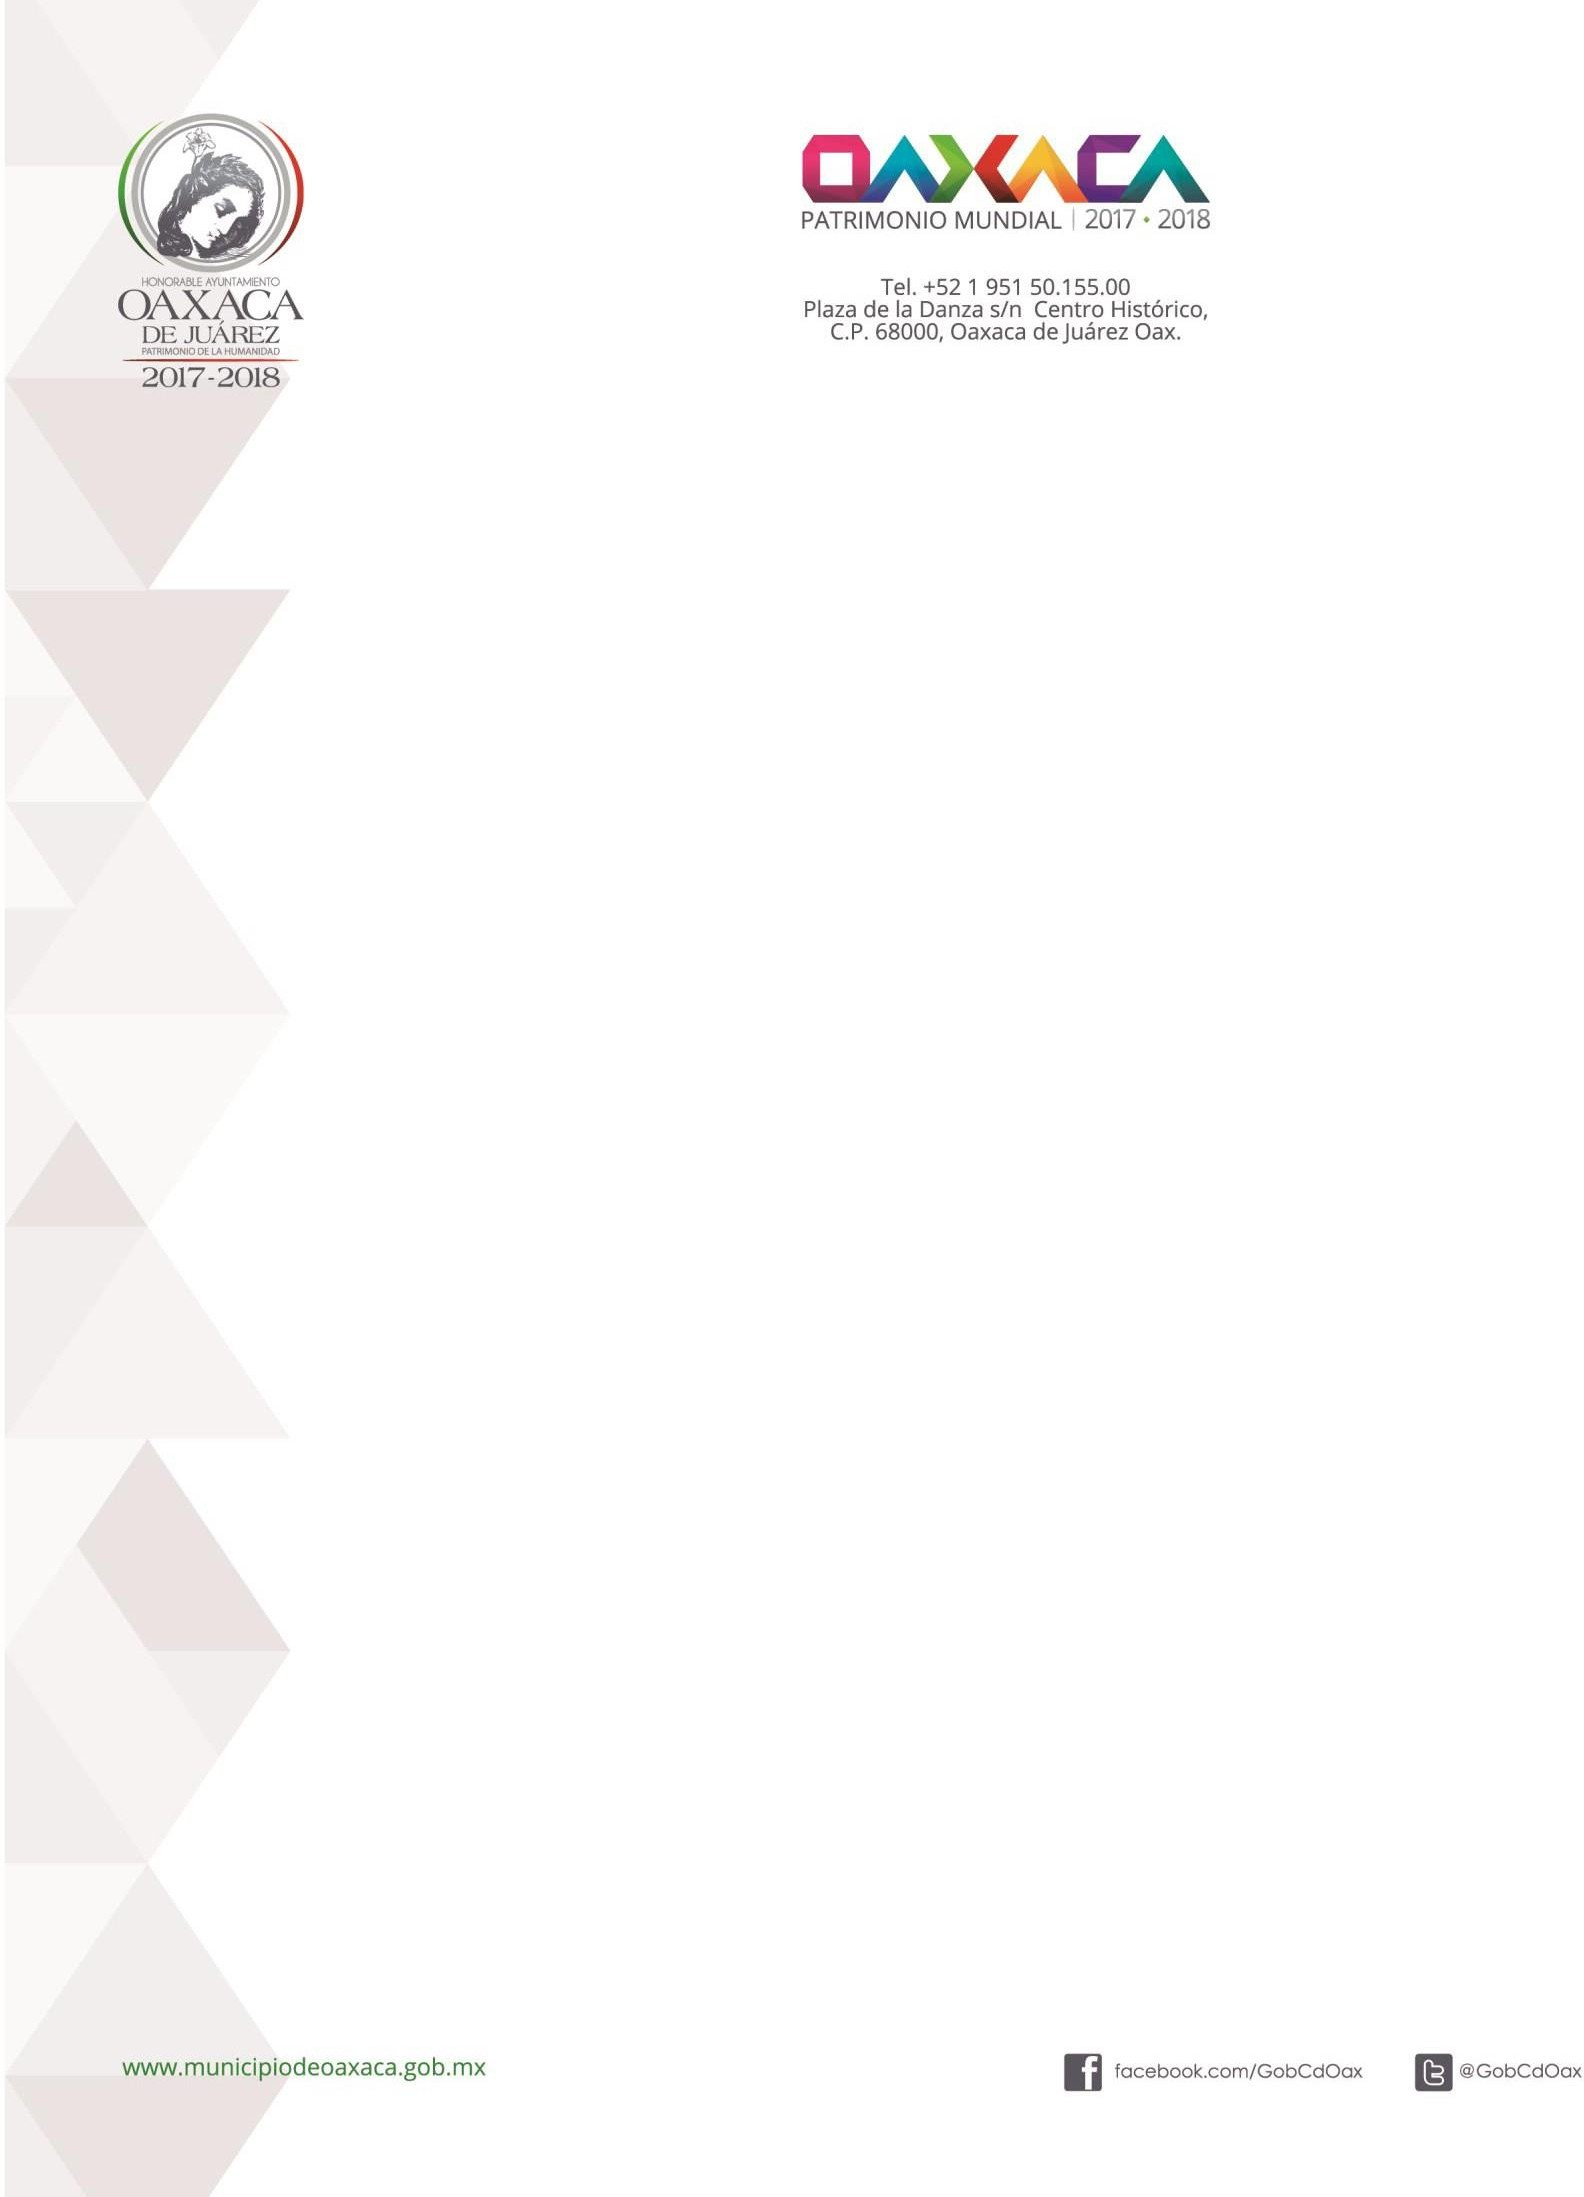 HONORABLE AYUNTAMIENTO
OAXACA
DE JUÁREZ
PATRIMONIO DE LA HUMANIDAD
2017-2018
OAXACA
PATRIMONIO MUNDIAL | 2017 • 2018
Tel. +52 1 951 50.155.00
Plaza de la Danza s/n  Centro Histórico,
C.P. 68000, Oaxaca de Juárez Oax.
www.municipiodeoaxaca.gob.mx
facebook.com/GobCdOax
@GobCdOax